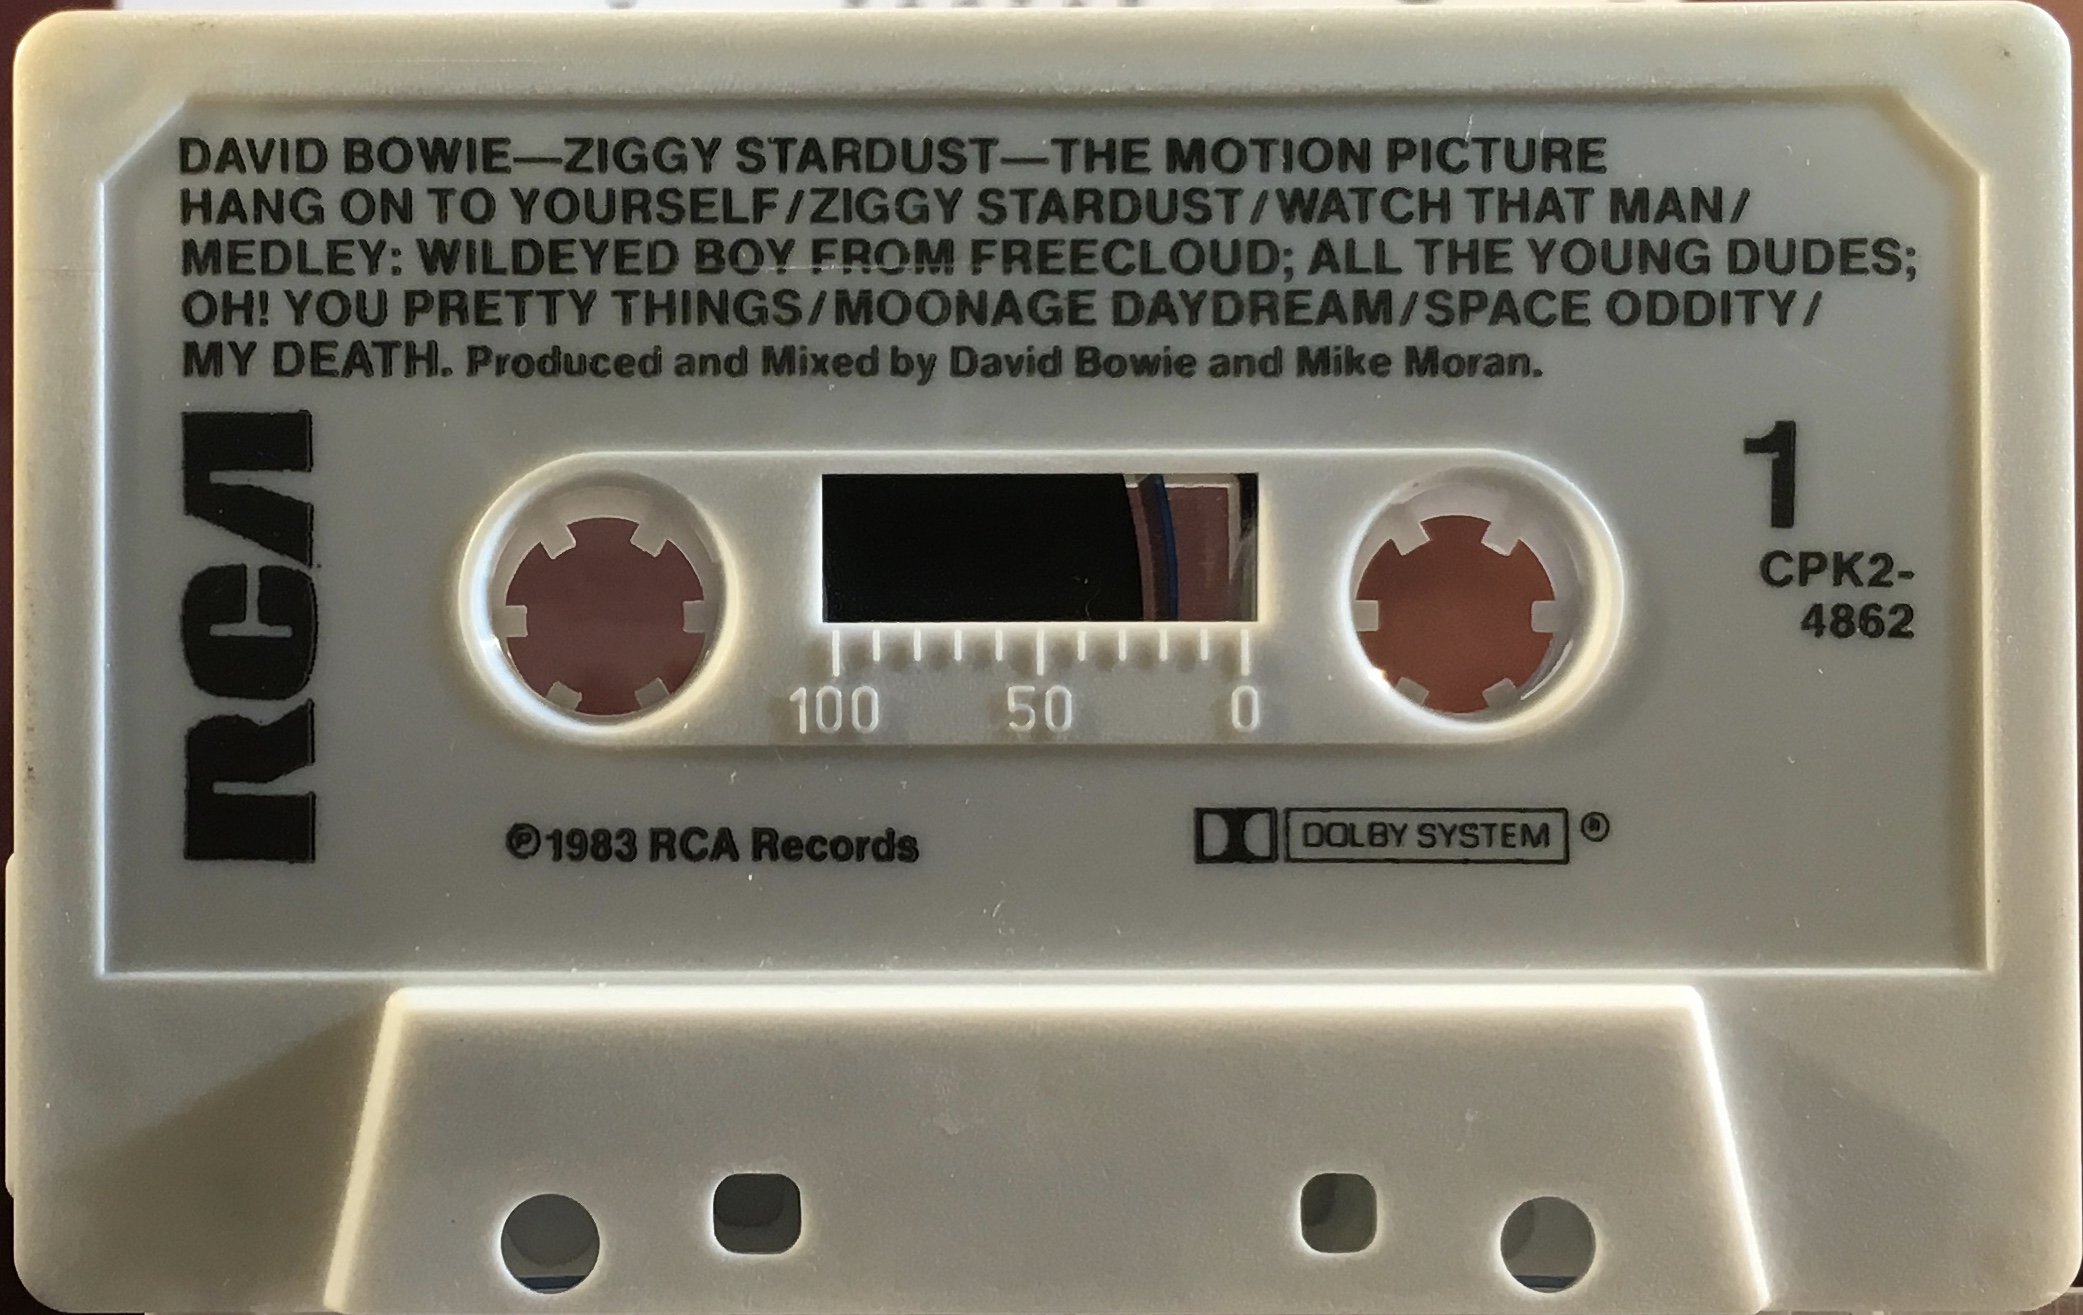 DAVID BOWIE—ZIGGY STARDUST—THE MOTION PICTURE
HANG ON TO YOURSELF/ZIGGY STARDUST/WATCH THAT MAN/
MEDLEY: WILDEYED BOY FROM FREECLOUD; ALL THE YOUNG DUDES;
OH! YOU PRETTY THINGS/MOONAGE DAYDREAM/SPACE ODDITY/
MY DEATH. Produced and Mixed by David Bowie and Mike Moran.
RCA
1
CPK2-
4862
100 50 0
℗1983 RCA Records
DOLBY SYSTEM ®